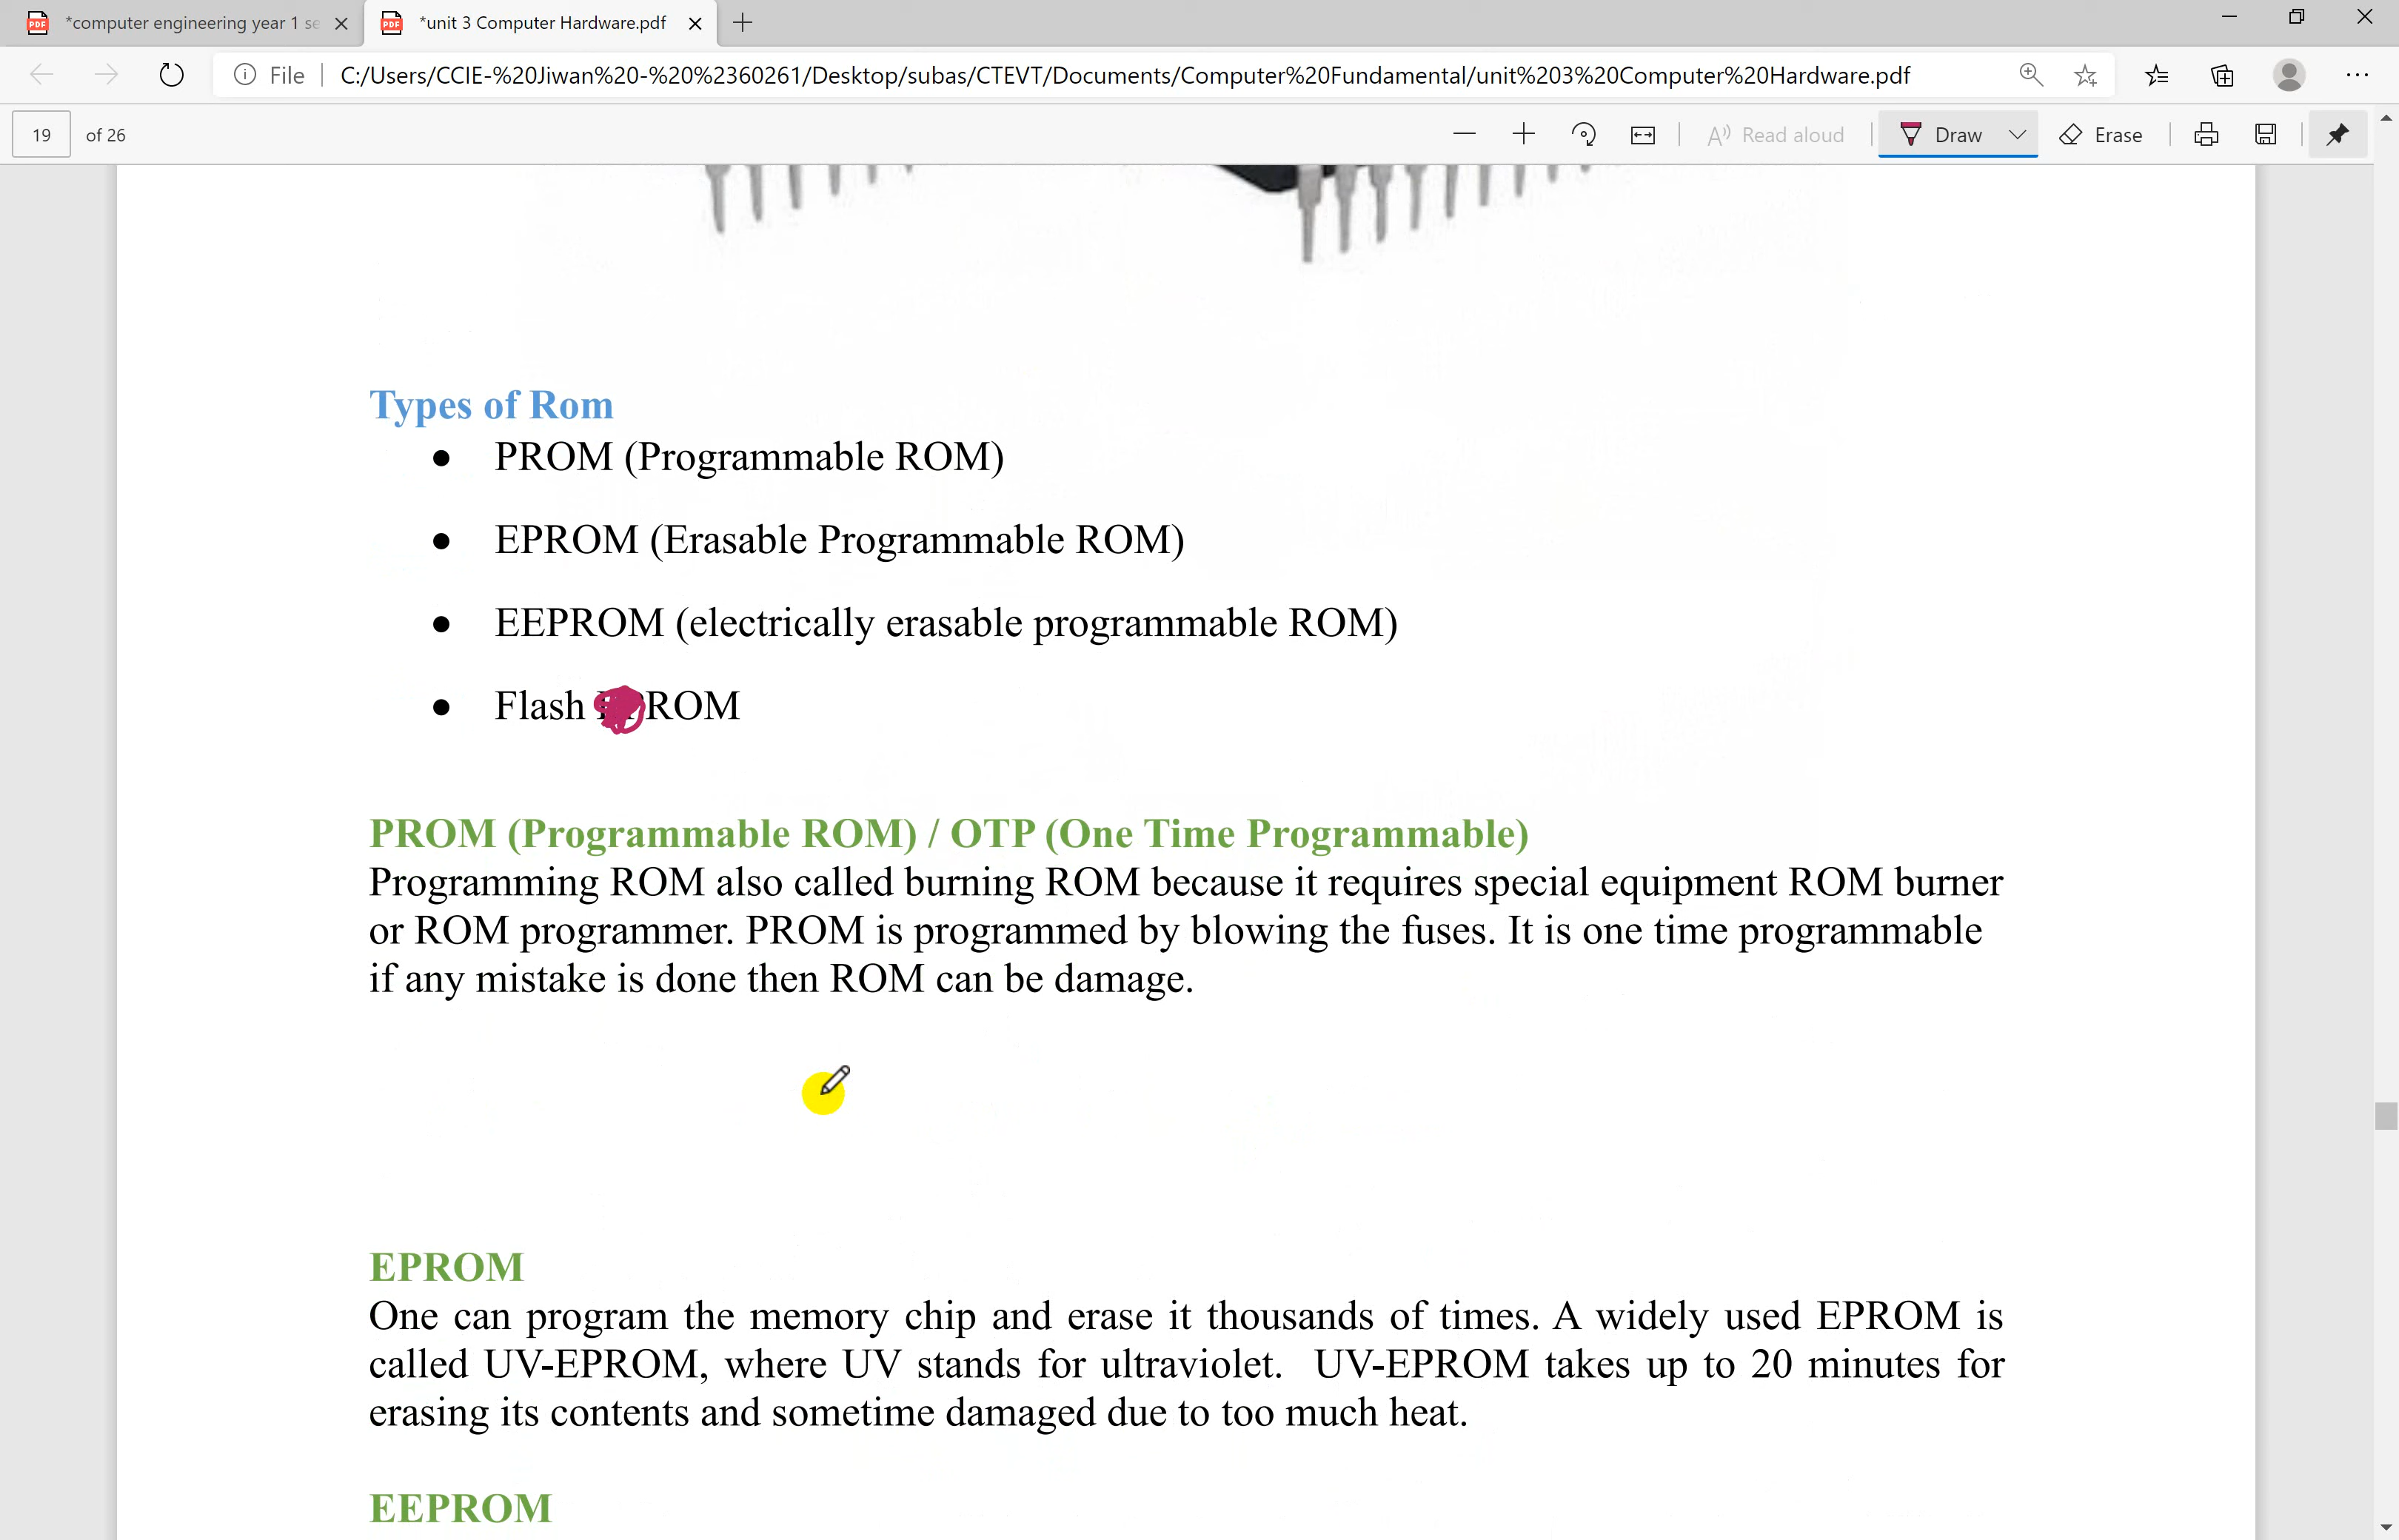 *computer engineering year 1 se
*unit 3 Computer Hardware.pdf
File
C:/Users/CCIE-%20Jiwan%20-%20%2360261/Desktop/subas/CTEVT/Documents/Computer%20Fundamental/unit%203%20Computer%20Hardware.pdf
19 of 26
Read aloud
Draw
Erase
Types of Rom
● PROM (Programmable ROM)
● EPROM (Erasable Programmable ROM)
● EEPROM (electrically erasable programmable ROM)
● Flash ROM
PROM (Programmable ROM) / OTP (One Time Programmable)
Programming ROM also called burning ROM because it requires special equipment ROM burner
or ROM programmer. PROM is programmed by blowing the fuses. It is one time programmable
if any mistake is done then ROM can be damage.
EPROM
One can program the memory chip and erase it thousands of times. A widely used EPROM is
called UV-EPROM, where UV stands for ultraviolet. UV-EPROM takes up to 20 minutes for
erasing its contents and sometime damaged due to too much heat.
EEPROM